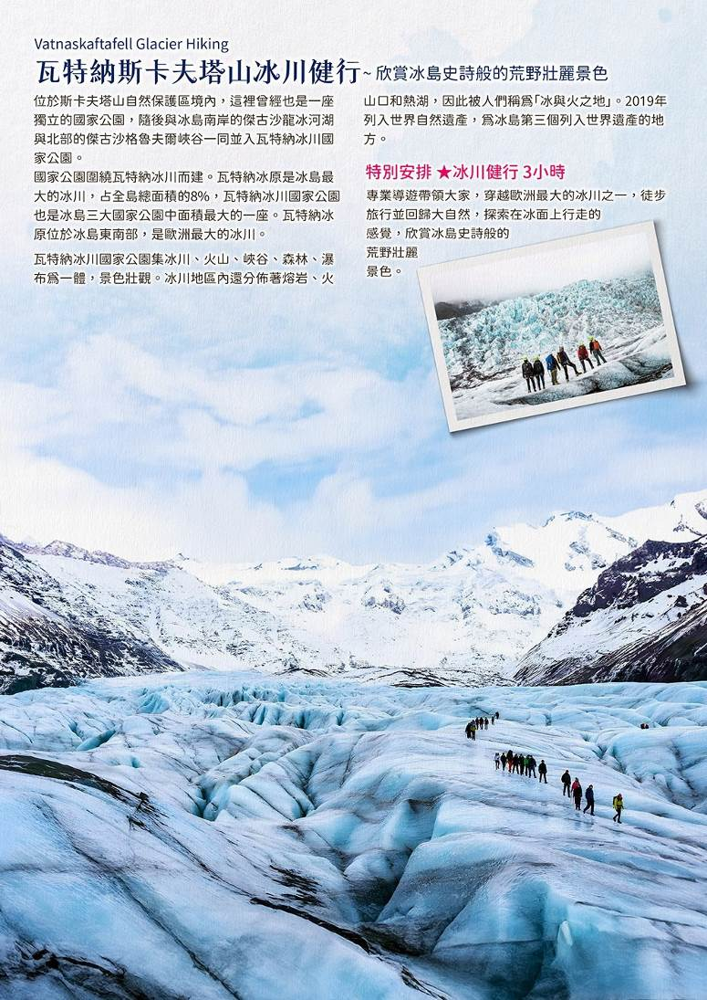 Vatnaskaftafell Glacier Hiking
瓦特納斯卡夫塔山冰川健行~ 欣賞冰島史詩般的荒野壯麗景色
位於斯卡夫塔山自然保護區境內，這裡曾經也是一座
獨立的國家公園，隨後與冰島南岸的傑古沙龍冰河湖
與北部的傑古沙格魯夫爾峽谷一同並入瓦特納冰川國
家公園。
國家公園圍繞瓦特納冰川而建。瓦特納冰原是冰島最
大的冰川，占全島總面積的8%，瓦特納冰川國家公園
也是冰島三大國家公園中面積最大的一座。瓦特納冰
原位於冰島東南部，是歐洲最大的冰川。
瓦特納冰川國家公園集冰川、火山、峽谷、森林、瀑
布爲一體，景色壯觀。冰川地區內還分佈著熔岩、火
山口和熱湖，因此被人們稱爲「冰與火之地」。2019年
列入世界自然遺產，爲冰島第三個列入世界遺產的地
方。
特別安排 ★冰川健行 3小時
專業導遊帶領大家，穿越歐洲最大的冰川之一，徒步
旅行並回歸大自然，探索在冰面上行走的
感覺，欣賞冰島史詩般的
荒野壯麗
景色。